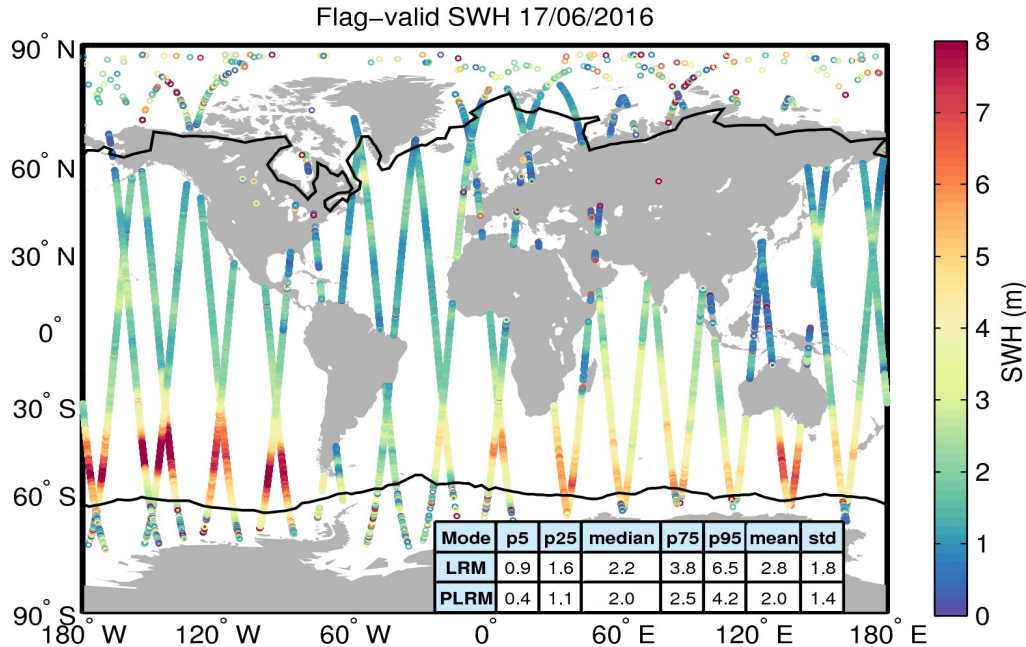 Flag−valid SWH 17/06/2016
90° N
60° N
30° N
0°
30° S
60° S
90° S
180° W
120° W
60° W
0°
60° E
120° E
180° E
8
7
6
5
4
3
2
1
0
SWH (m)
Mode p5 p25 median p75 p95 mean std
LRM 0.9 1.6 2.2 3.8 6.5 2.8 1.8
PLRM 0.4 1.1 2.0 2.5 4.2 2.0 1.4